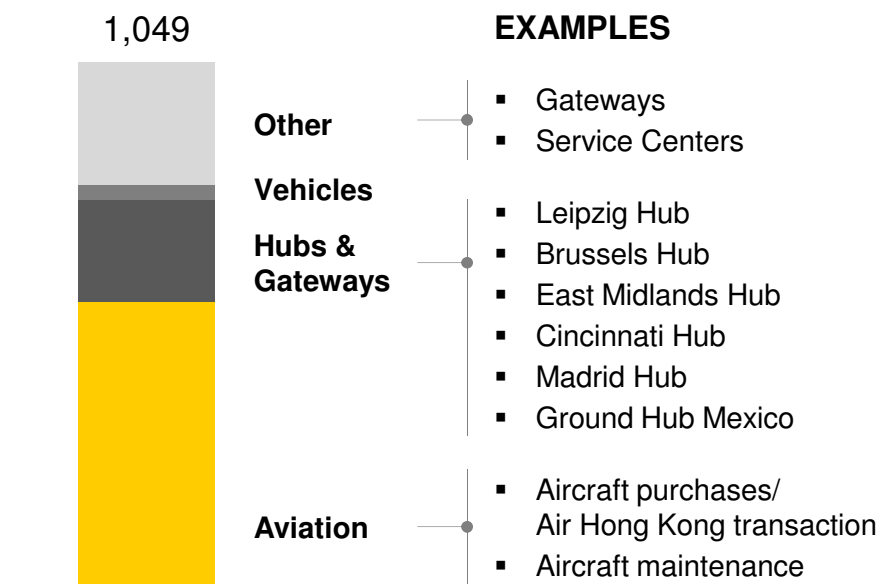 1,049
EXAMPLES
Other
▪ Gateways
▪ Service Centers
Vehicles
Hubs &
Gateways
▪ Leipzig Hub
▪ Brussels Hub
▪ East Midlands Hub
▪ Cincinnati Hub
▪ Madrid Hub
▪ Ground Hub Mexico
Aviation
▪ Aircraft purchases/
Air Hong Kong transaction
▪ Aircraft maintenance